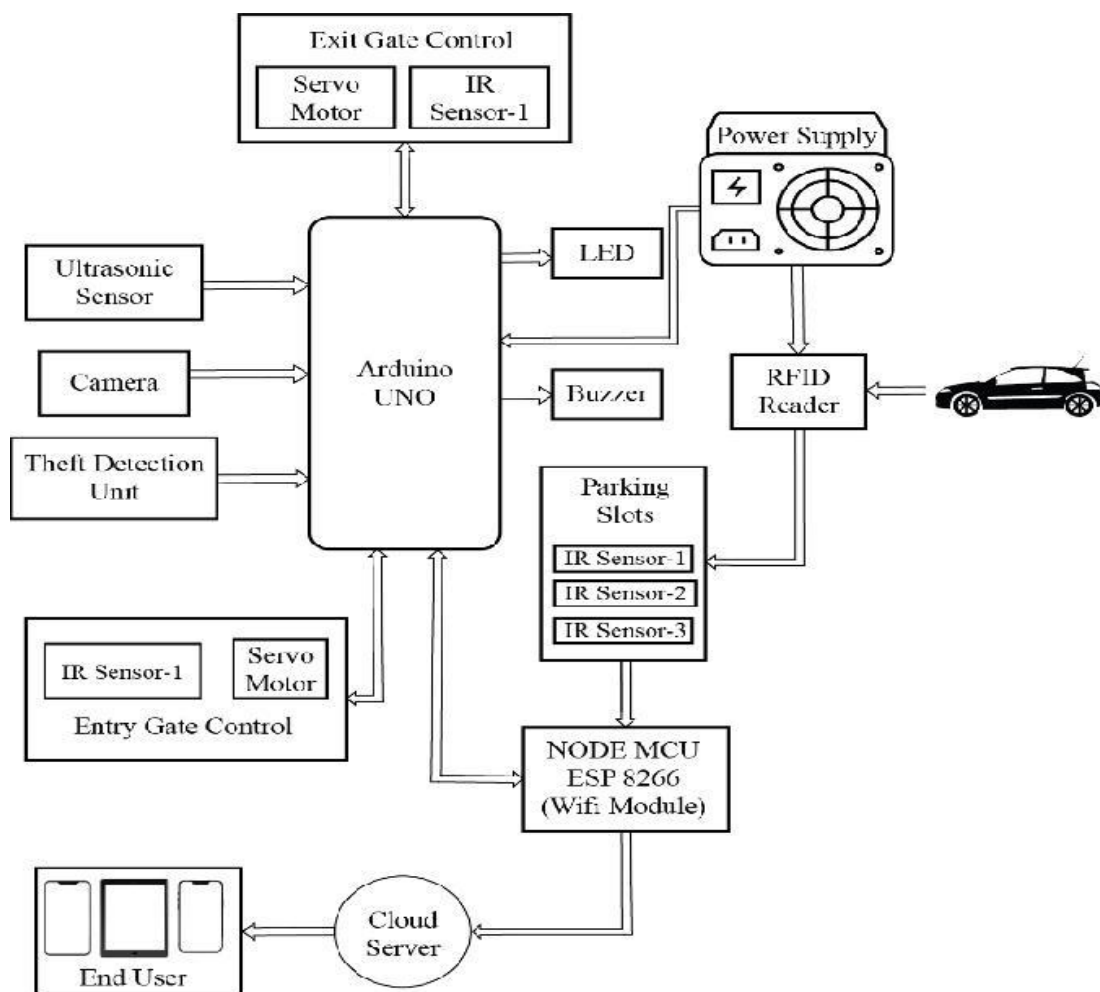 Exit Gate Control
Servo
Motor
IR
Sensor-1
Power Supply
Ultrasonic
Sensor
LED
Camera
Arduino
UNO
Buzzer
RFID
Reader
Theft Detection
Unit
Parking
Slots
IR Sensor-1
IR Sensor-2
IR Sensor-3
IR Sensor-1
Servo
Motor
Entry Gate Control
NODE MCU
ESP 8266
(Wifi Module)
Cloud
Server
End User